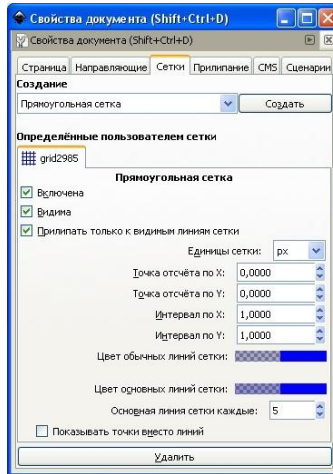 Свойства документа (Shift+Ctrl+D)
Свойства документа (Shift+Ctrl+D)
Страница Направляющие Сетки Прилипание CMS Сценарии
Создание
Прямоугольная сетка Создать
Определённые пользователем сетки
grid2985
Прямоугольная сетка
Включена
Видима
Прилипать только к видимым линиям сетки
Единицы сетки: px
Точка отсчёта по X: 0,0000
Точка отсчёта по Y: 0,0000
Интервал по X: 1,0000
Интервал по Y: 1,0000
Цвет обычных линий сетки:
Цвет основных линий сетки:
Основная линия сетки каждые: 5
Показывать точки вместо линий
Удалить